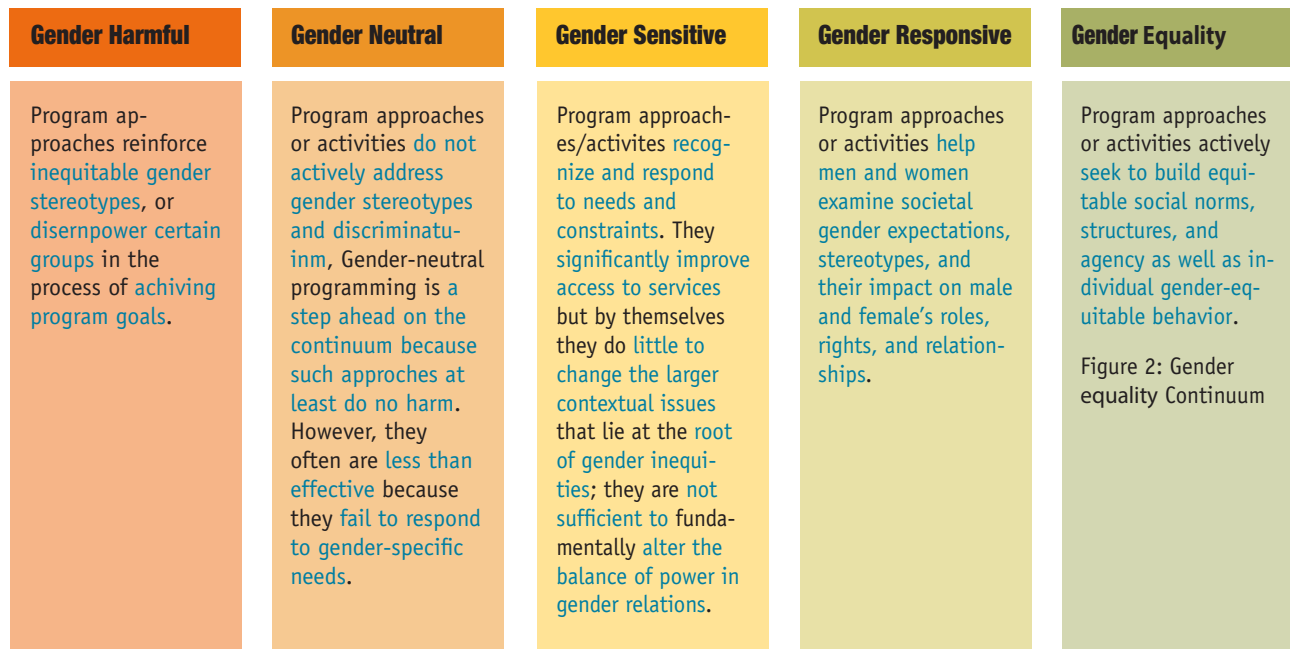 Gender Harmful
Program ap-
proaches reinforce
inequitable gender
stereotypes, or
disernpower certain
groups in the
process of achiving
program goals.
Gender Neutral
Program approaches
or activities do not
actively address
gender stereotypes
and discriminatu-
inm, Gender-neutral
programming is a
step ahead on the
continuum because
such approches at
least do no harm.
However, they
often are less than
effective because
they fail to respond
to gender-specific
needs.
Gender Sensitive
Program approach-
es/activites recog-
nize and respond
to needs and
constraints. They
significantly improve
access to services
but by themselves
they do little to
change the larger
contextual issues
that lie at the root
of gender inequi-
ties; they are not
sufficient to funda-
mentally alter the
balance of power in
gender relations.
Gender Responsive
Program approaches
or activities help
men and women
examine societal
gender expectations,
stereotypes, and
their impact on male
and female's roles,
rights, and relation-
ships.
Gender Equality
Program approaches
or activities actively
seek to build equi-
table social norms,
structures, and
agency as well as in-
dividual gender-eq-
uitable behavior.
Figure 2: Gender
equality Continuum